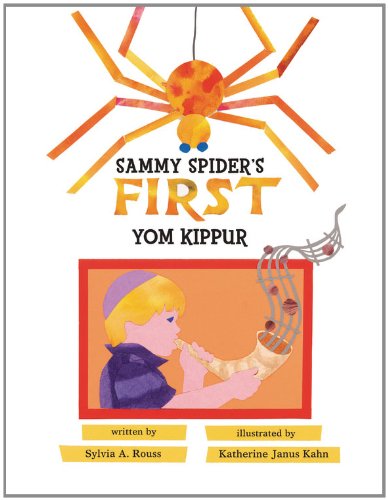 SAMMY SPIDER'S
FIRST
YOM KIPPUR
written by
Sylvia A. Rouss
illustrated by
Katherine Janus Kahn